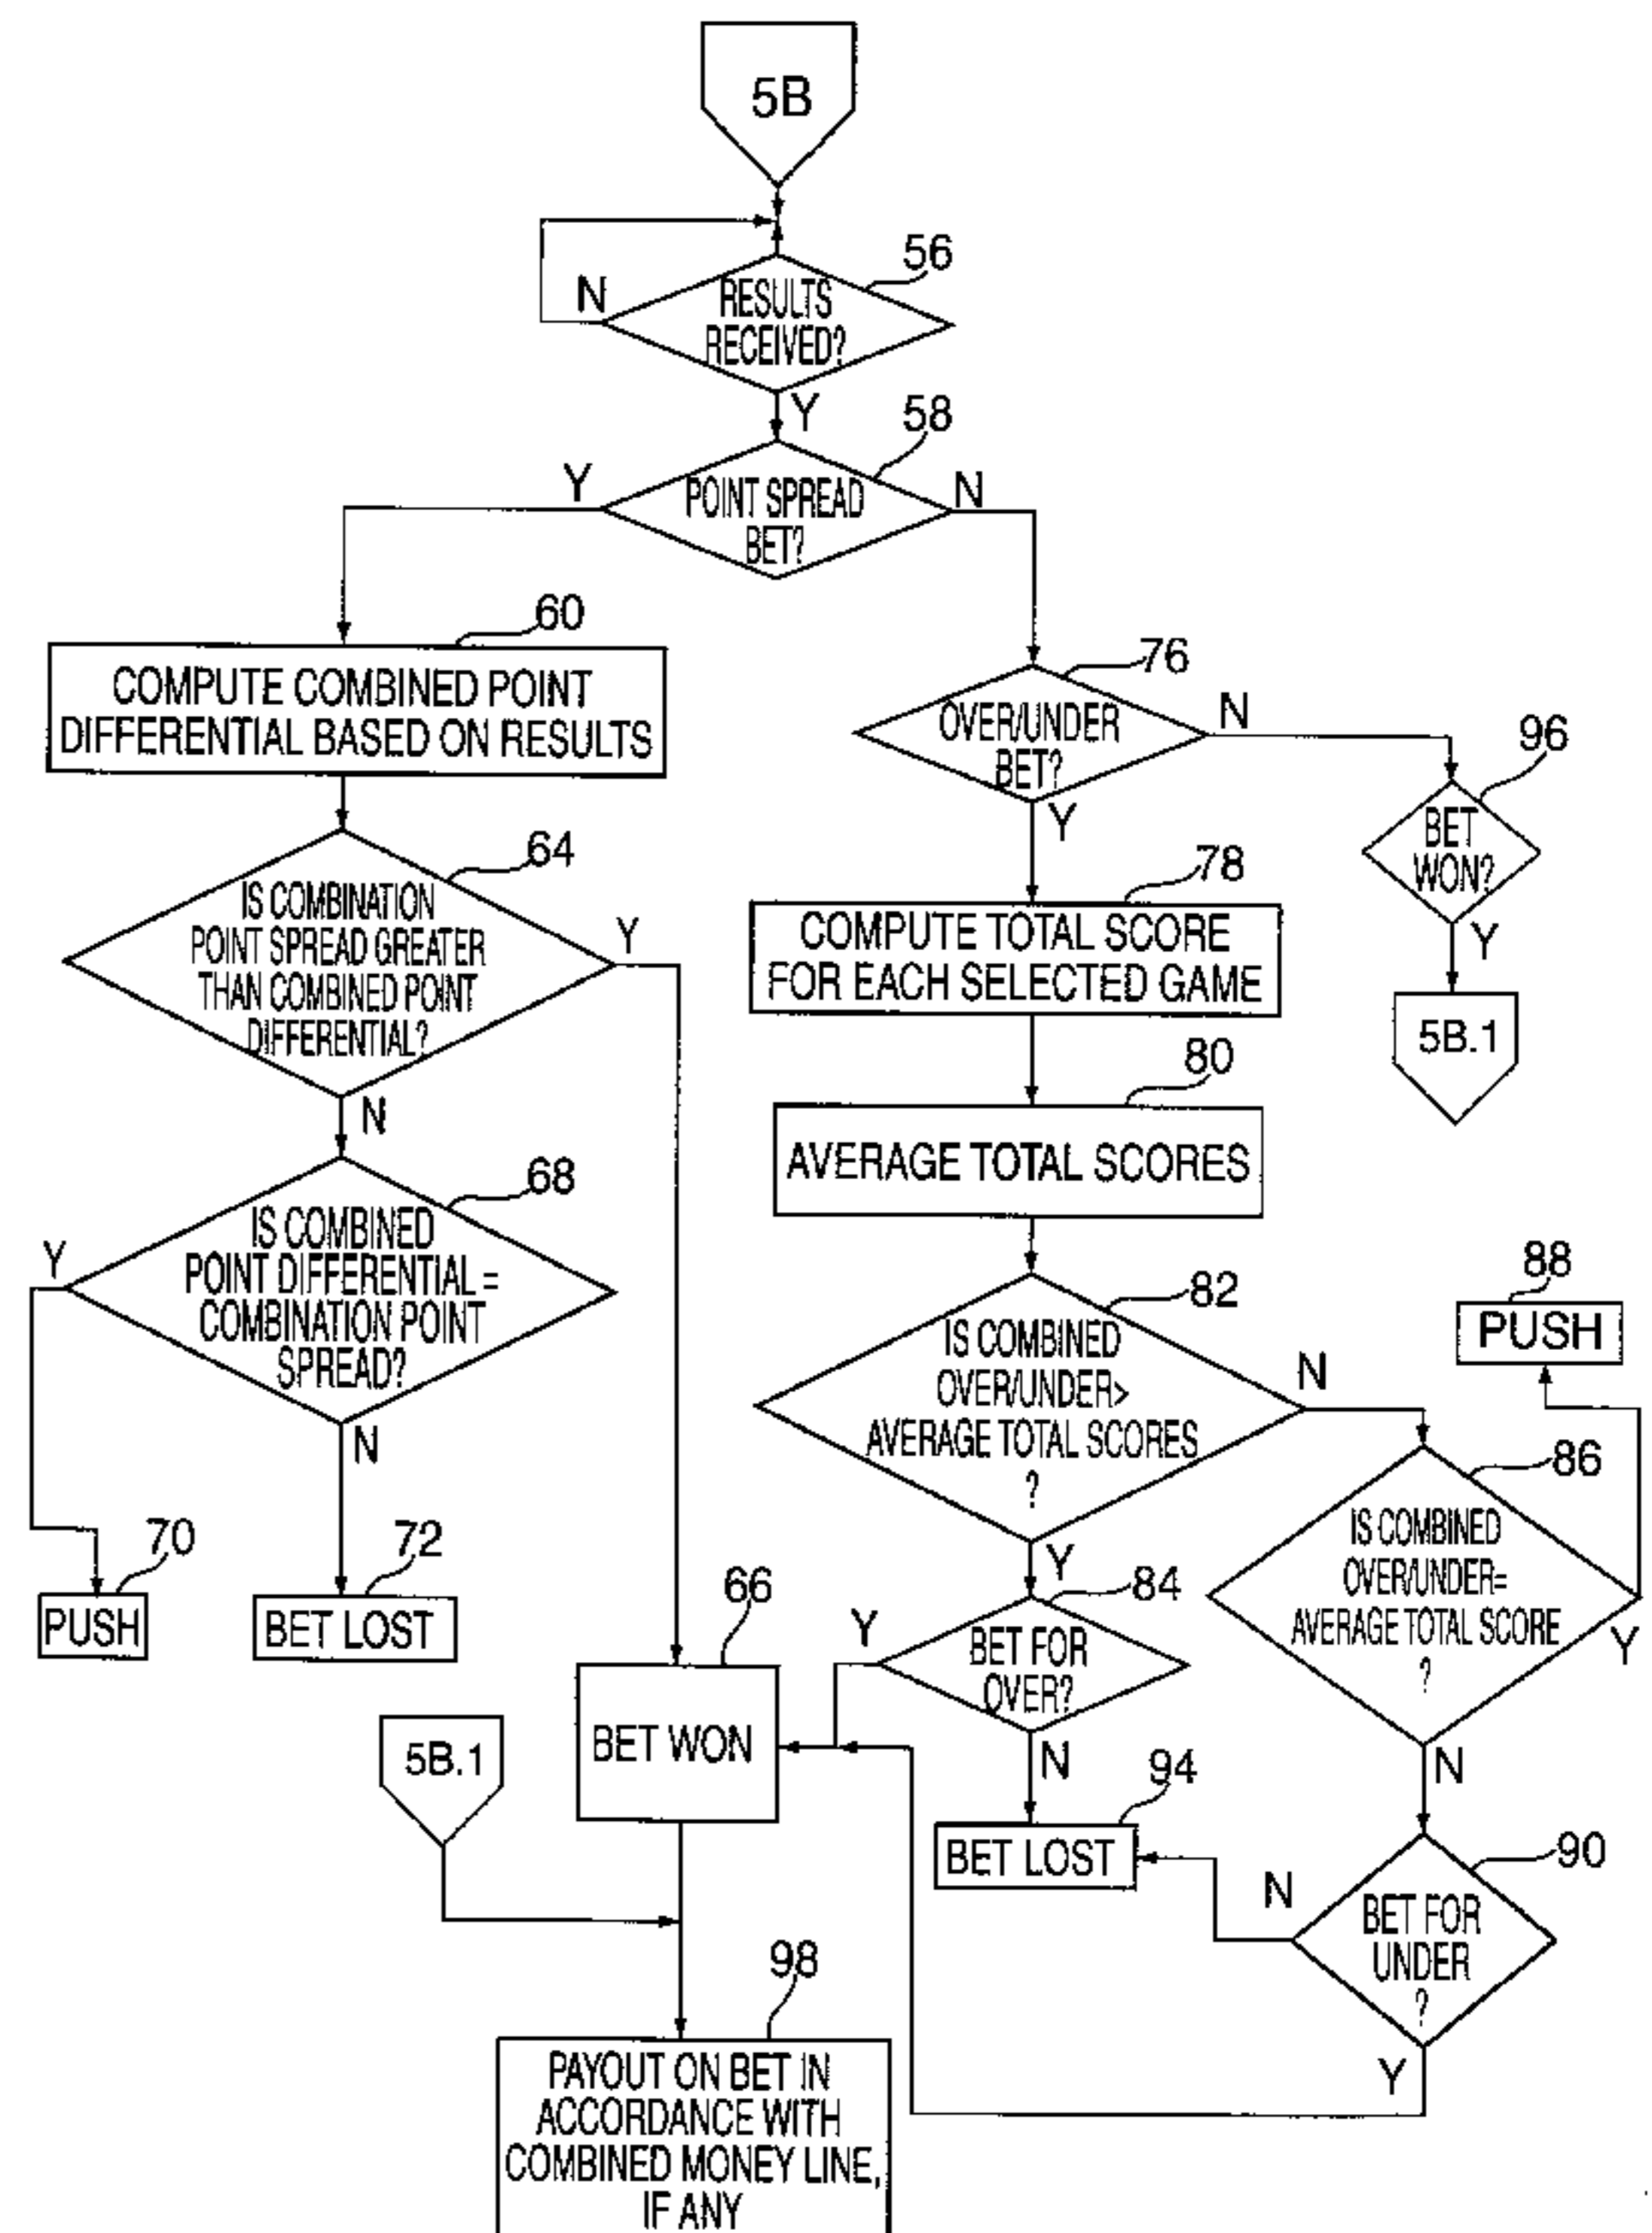 5B
56
N
RESULTS
RECEIVED?
Y
58
Y
POINT SPREAD
BET?
N
60
COMPUTE COMBINED POINT
DIFFERENTIAL BASED ON RESULTS
76
OVER/UNDER
BET?
N
Y
96
BET
WON?
Y
5B.1
64
IS COMBINATION
POINT SPREAD GREATER
THAN COMBINED POINT
DIFFERENTIAL?
Y
N
78
COMPUTE TOTAL SCORE
FOR EACH SELECTED GAME
80
AVERAGE TOTAL SCORES
68
IS COMBINED
POINT DIFFERENTIAL =
COMBINATION POINT
SPREAD?
Y
N
82
IS COMBINED
OVER/UNDER>
AVERAGE TOTAL SCORES
?
N
Y
88
PUSH
86
IS COMBINED
OVER/UNDER=
AVERAGE TOTAL SCORE
?
Y
N
70
PUSH
72
BET LOST
66
BET WON
84
Y
BET FOR
OVER?
N
5B.1
94
BET LOST
90
N
BET FOR
UNDER
?
Y
98
PAYOUT ON BET IN
ACCORDANCE WITH
COMBINED MONEY LINE,
IF ANY